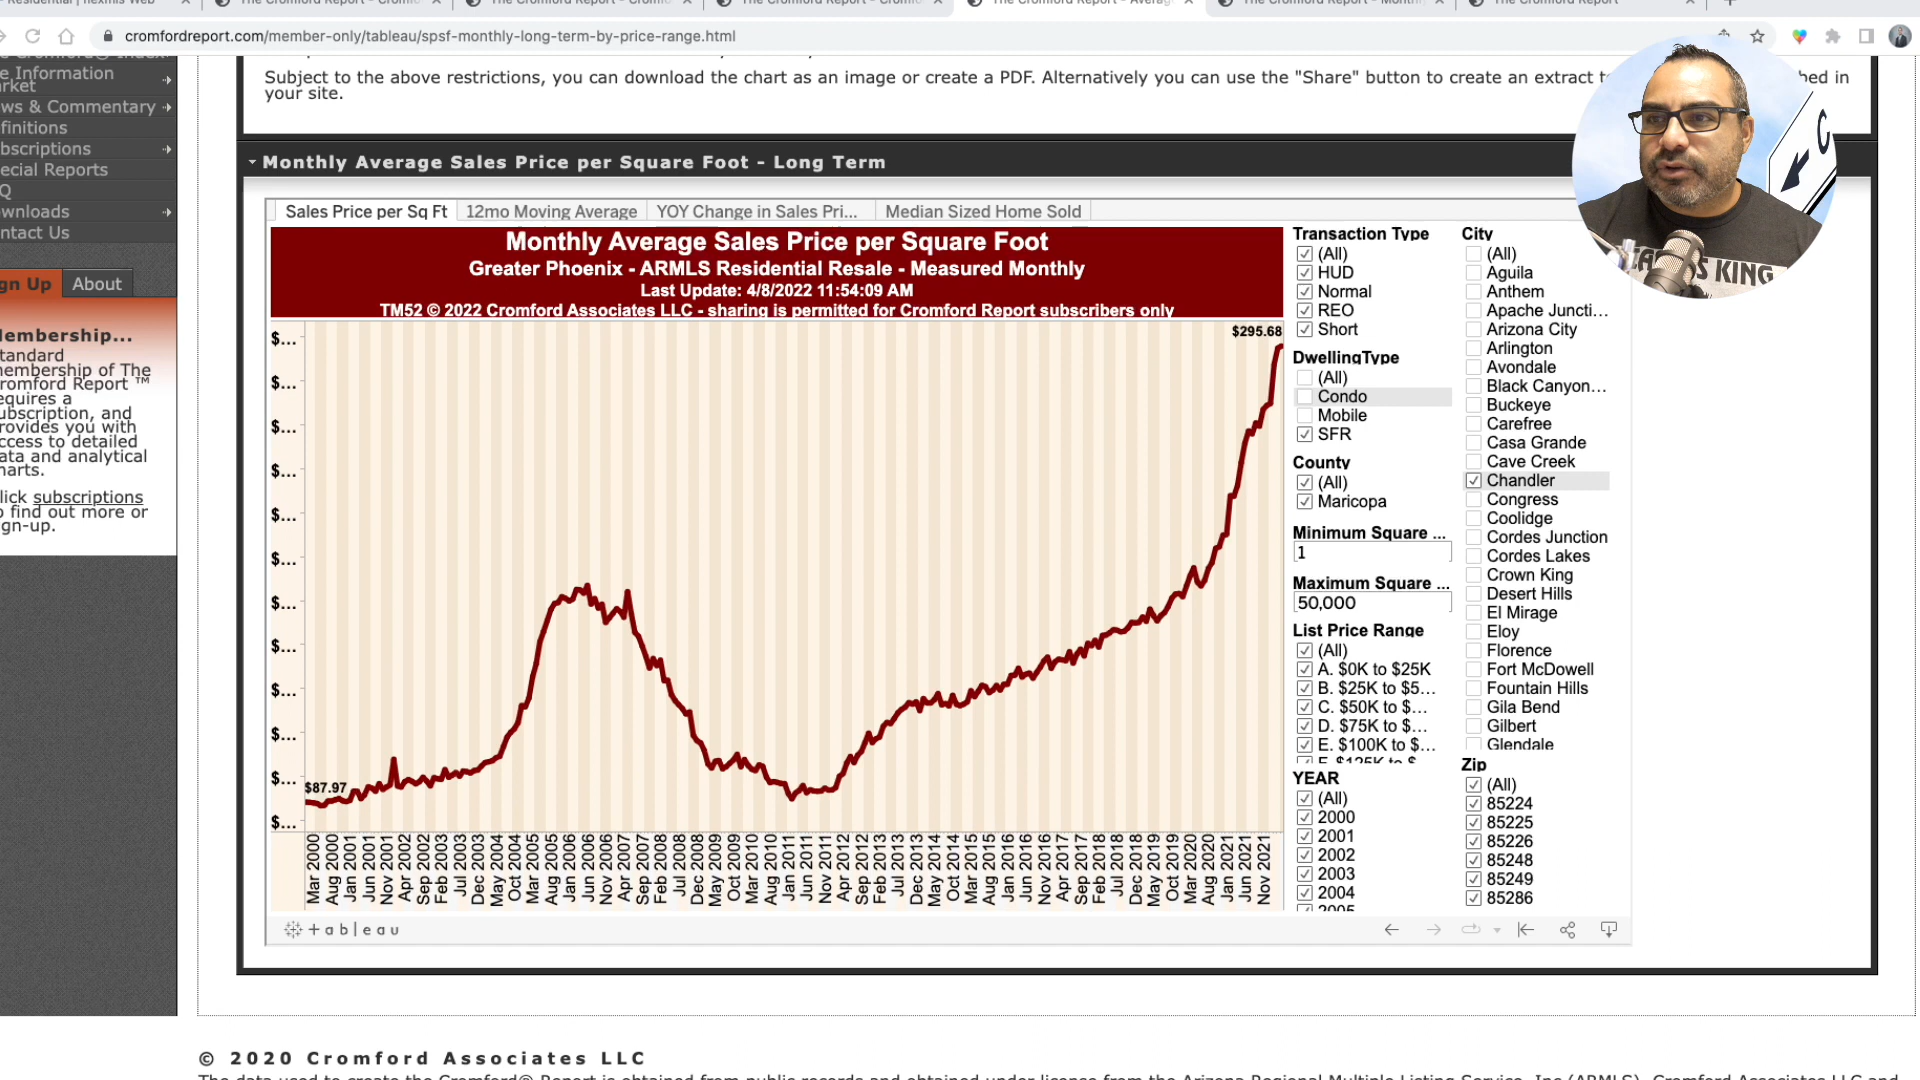 cromfordreport.com/member-only/tableau/spsf-monthly-long-term-by-price-range.html
e Information
rket
ws & Commentary
finitions
bscriptions
ecial Reports
Q
wnloads
ntact Us
gn Up
About
embership...
tandard
embership of The
romford Report ™
equires a
ubscription, and
rovides you with
ccess to detailed
ata and analytical
harts.
lick subscriptions
o find out more or
gn-up.
Subject to the above restrictions, you can download the chart as an image or create a PDF. Alternatively you can use the "Share" button to create an extract
your site.
Monthly Average Sales Price per Square Foot - Long Term
Sales Price per Sq Ft
12mo Moving Average
YOY Change in Sales Pri...
Median Sized Home Sold
Monthly Average Sales Price per Square Foot
Greater Phoenix - ARMLS Residential Resale - Measured Monthly
Last Update: 4/8/2022 11:54:09 AM
TM52 © 2022 Cromford Associates LLC - sharing is permitted for Cromford Report subscribers only
$295.68
$...
$...
$...
$...
$...
$...
$...
$...
$...
$...
$...
$...
$87.97
Mar 2000
Aug 2000
Jan 2001
Jun 2001
Nov 2001
Apr 2002
Sep 2002
Feb 2003
Jul 2003
Dec 2003
May 2004
Oct 2004
Mar 2005
Aug 2005
Jan 2006
Jun 2006
Nov 2006
Apr 2007
Sep 2007
Feb 2008
Jul 2008
Dec 2008
May 2009
Oct 2009
Mar 2010
Aug 2010
Jan 2011
Jun 2011
Nov 2011
Apr 2012
Sep 2012
Feb 2013
Jul 2013
Dec 2013
May 2014
Oct 2014
Mar 2015
Aug 2015
Jan 2016
Jun 2016
Nov 2016
Apr 2017
Sep 2017
Feb 2018
Jul 2018
Dec 2018
May 2019
Oct 2019
Mar 2020
Aug 2020
Jan 2021
Jun 2021
Nov 2021
Transaction Type
(All)
HUD
Normal
REO
Short
DwellingType
(All)
Condo
Mobile
SFR
County
(All)
Maricopa
Minimum Square ...
1
Maximum Square ...
50,000
List Price Range
(All)
A. $0K to $25K
B. $25K to $5...
C. $50K to $...
D. $75K to $...
E. $100K to $...
F. $125K to $
YEAR
(All)
2000
2001
2002
2003
2004
2005
City
(All)
Aguila
Anthem
Apache Juncti...
Arizona City
Arlington
Avondale
Black Canyon...
Buckeye
Carefree
Casa Grande
Cave Creek
Chandler
Congress
Coolidge
Cordes Junction
Cordes Lakes
Crown King
Desert Hills
El Mirage
Eloy
Florence
Fort McDowell
Fountain Hills
Gila Bend
Gilbert
Glendale
Zip
(All)
85224
85225
85226
85248
85249
85286
+ a b | e a u
© 2020 Cromford Associates LLC
C
KING